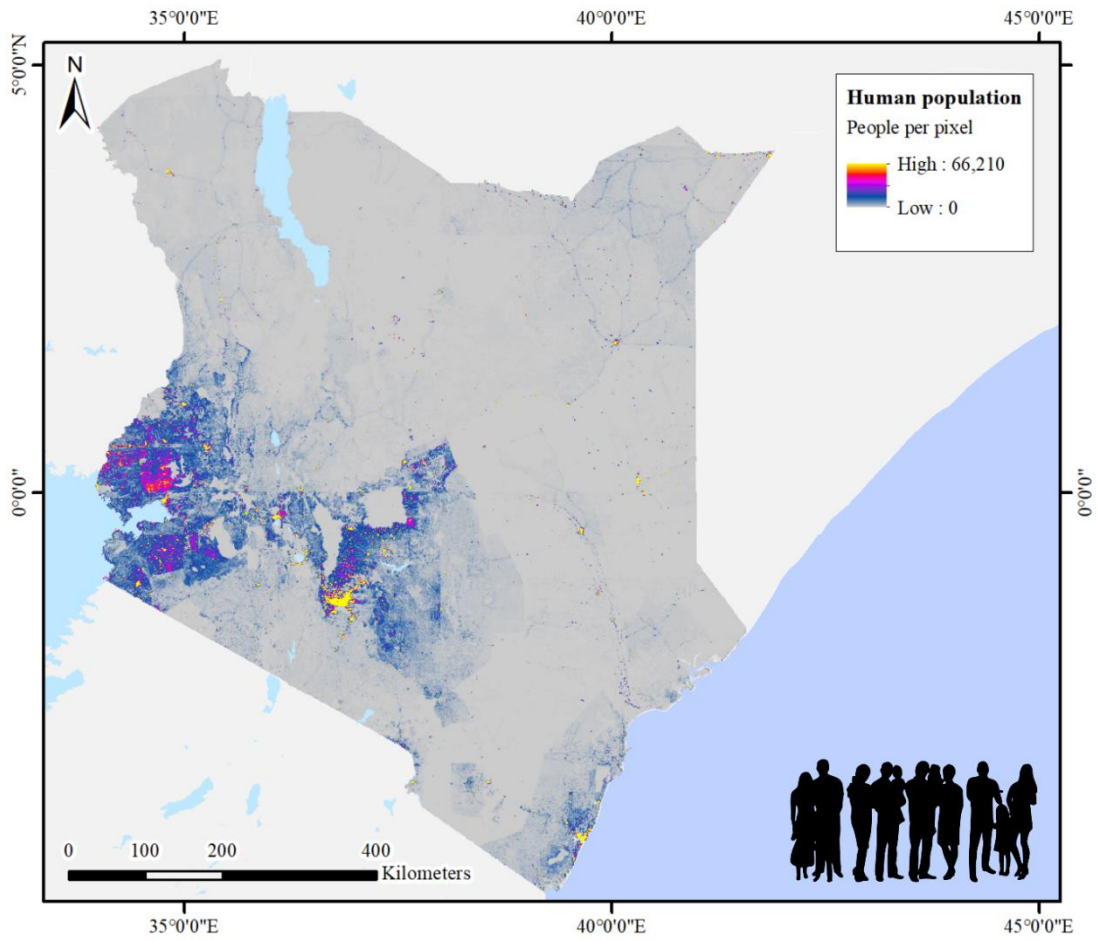 35°0'0"E 40°0'0"E 45°0'0"E
5°0'0"N
N
Human population
People per pixel
High : 66,210
Low : 0
0°0'0"
0°0'0"
0 100 200 400
Kilometers
35°0'0"E 40°0'0"E 45°0'0"E